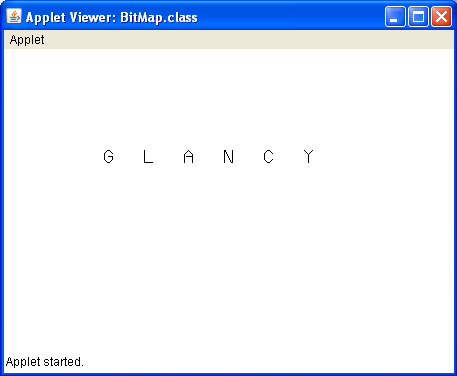 Applet Viewer: BitMap.class
Applet
G L A N C Y
Applet started.